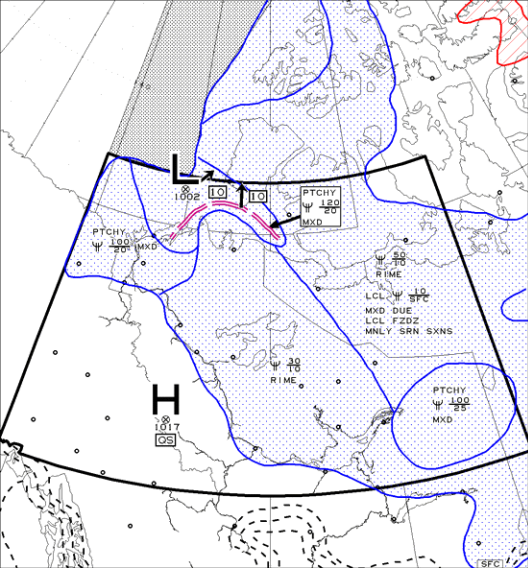 L
1002
10
10
PTCHY
120
20
MXD
PTCHY
100
20
MXD
50
10
RIME
LCL 10
SFC
MXD DUE
LCL FZDZ
MNLY SRN SXNS
30
10
RIME
PTCHY
100
25
MXD
H
1017
QS
SFC